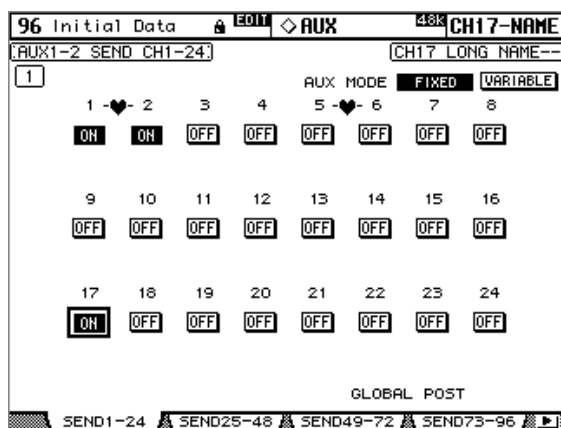 96 Initial Data EDIT AUX 48K CH17-NAME
[AUX1-2 SEND CH1-24] [CH17 LONG NAME--]
1
AUX MODE FIXED VARIABLE
1 - - 2 3 4 5 - - 6 7 8
ON ON OFF OFF OFF OFF OFF OFF
9 10 11 12 13 14 15 16
OFF OFF OFF OFF OFF OFF OFF OFF
17 18 19 20 21 22 23 24
ON OFF OFF OFF OFF OFF OFF OFF
GLOBAL POST
SEND1-24 SEND25-48 SEND49-72 SEND73-96